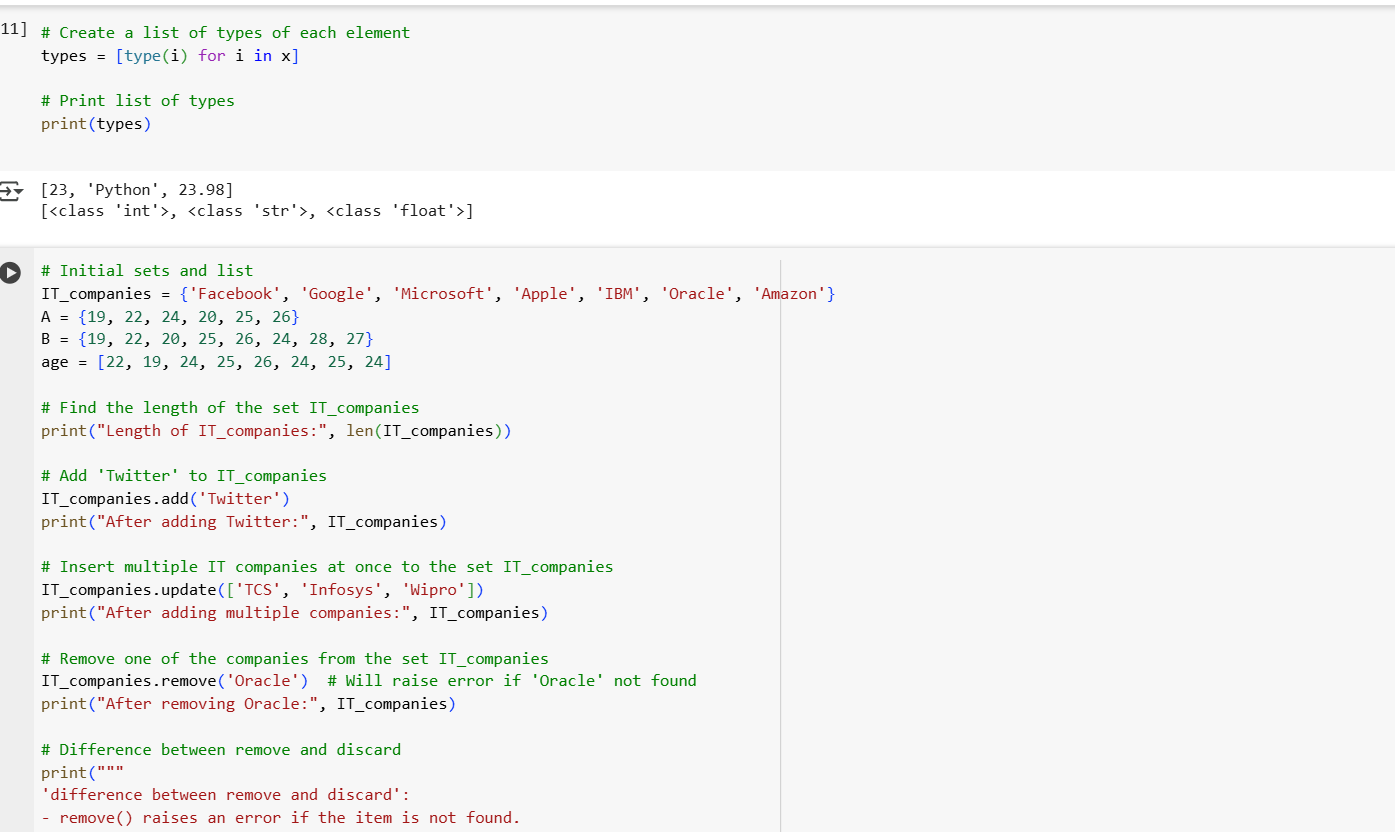 11]
# Create a list of types of each element
types = [type(i) for i in x]
# Print list of types
print(types)
[23, 'Python', 23.98]
[<class 'int'>, <class 'str'>, <class 'float'>]
# Initial sets and list
IT_companies = {'Facebook', 'Google', 'Microsoft', 'Apple', 'IBM', 'Oracle', 'Amazon'}
A = {19, 22, 24, 20, 25, 26}
B = {19, 22, 20, 25, 26, 24, 28, 27}
age = [22, 19, 24, 25, 26, 24, 25, 24]
# Find the length of the set IT_companies
print("Length of IT_companies:", len(IT_companies))
# Add 'Twitter' to IT_companies
IT_companies.add('Twitter')
print("After adding Twitter:", IT_companies)
# Insert multiple IT companies at once to the set IT_companies
IT_companies.update(['TCS', 'Infosys', 'Wipro'])
print("After adding multiple companies:", IT_companies)
# Remove one of the companies from the set IT_companies
IT_companies.remove('Oracle')  # Will raise error if 'Oracle' not found
print("After removing Oracle:", IT_companies)
# Difference between remove and discard
print("""
'difference between remove and discard':
- remove() raises an error if the item is not found.